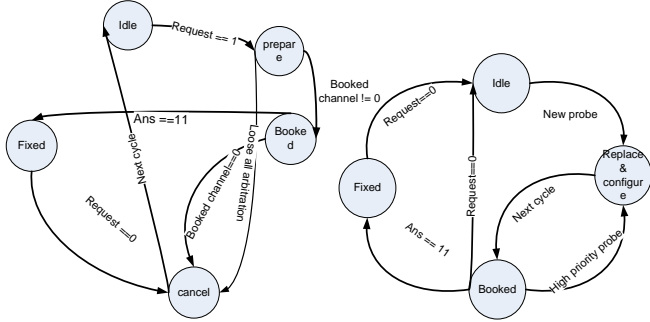 Idle
Request == 1
prepar
e
Booked
channel != 0
Ans ==11
Booke
d
Fixed
Next cycle
Booked channel==0
Loose all arbitration
Request ==0
cancel
Idle
Request==0
New probe
Request==0
Replace
&
configur
e
Fixed
Next cycle
Ans == 11
High priority probe
Booked